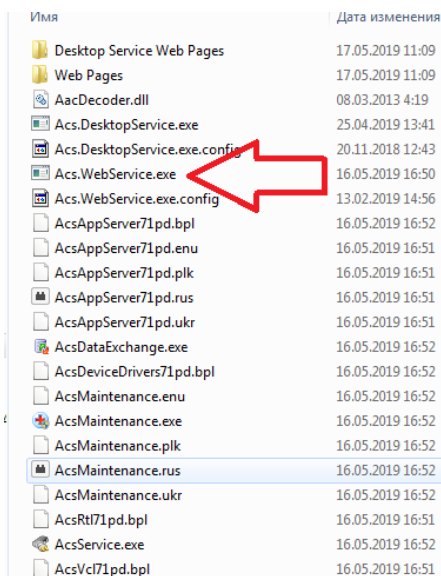 Имя Дата изменения
Desktop Service Web Pages 17.05.2019 11:09
Web Pages 17.05.2019 11:09
AacDecoder.dll 08.03.2013 4:19
Acs.DesktopService.exe 25.04.2019 13:41
Acs.DesktopService.exe.config 20.11.2018 12:43
Acs.WebService.exe 16.05.2019 16:50
Acs.WebService.exe.config 13.02.2019 14:56
AcsAppServer71pd.bpl 16.05.2019 16:52
AcsAppServer71pd.enu 16.05.2019 16:51
AcsAppServer71pd.plk 16.05.2019 16:51
AcsAppServer71pd.rus 16.05.2019 16:51
AcsAppServer71pd.ukr 16.05.2019 16:51
AcsDataExchange.exe 16.05.2019 16:52
AcsDeviceDrivers71pd.bpl 16.05.2019 16:52
AcsMaintenance.enu 16.05.2019 16:52
AcsMaintenance.exe 16.05.2019 16:52
AcsMaintenance.plk 16.05.2019 16:52
AcsMaintenance.rus 16.05.2019 16:52
AcsMaintenance.ukr 16.05.2019 16:52
AcsRtl71pd.bpl 16.05.2019 16:51
AcsService.exe 16.05.2019 16:52
AcsVcl71pd.bpl 16.05.2019 16:51